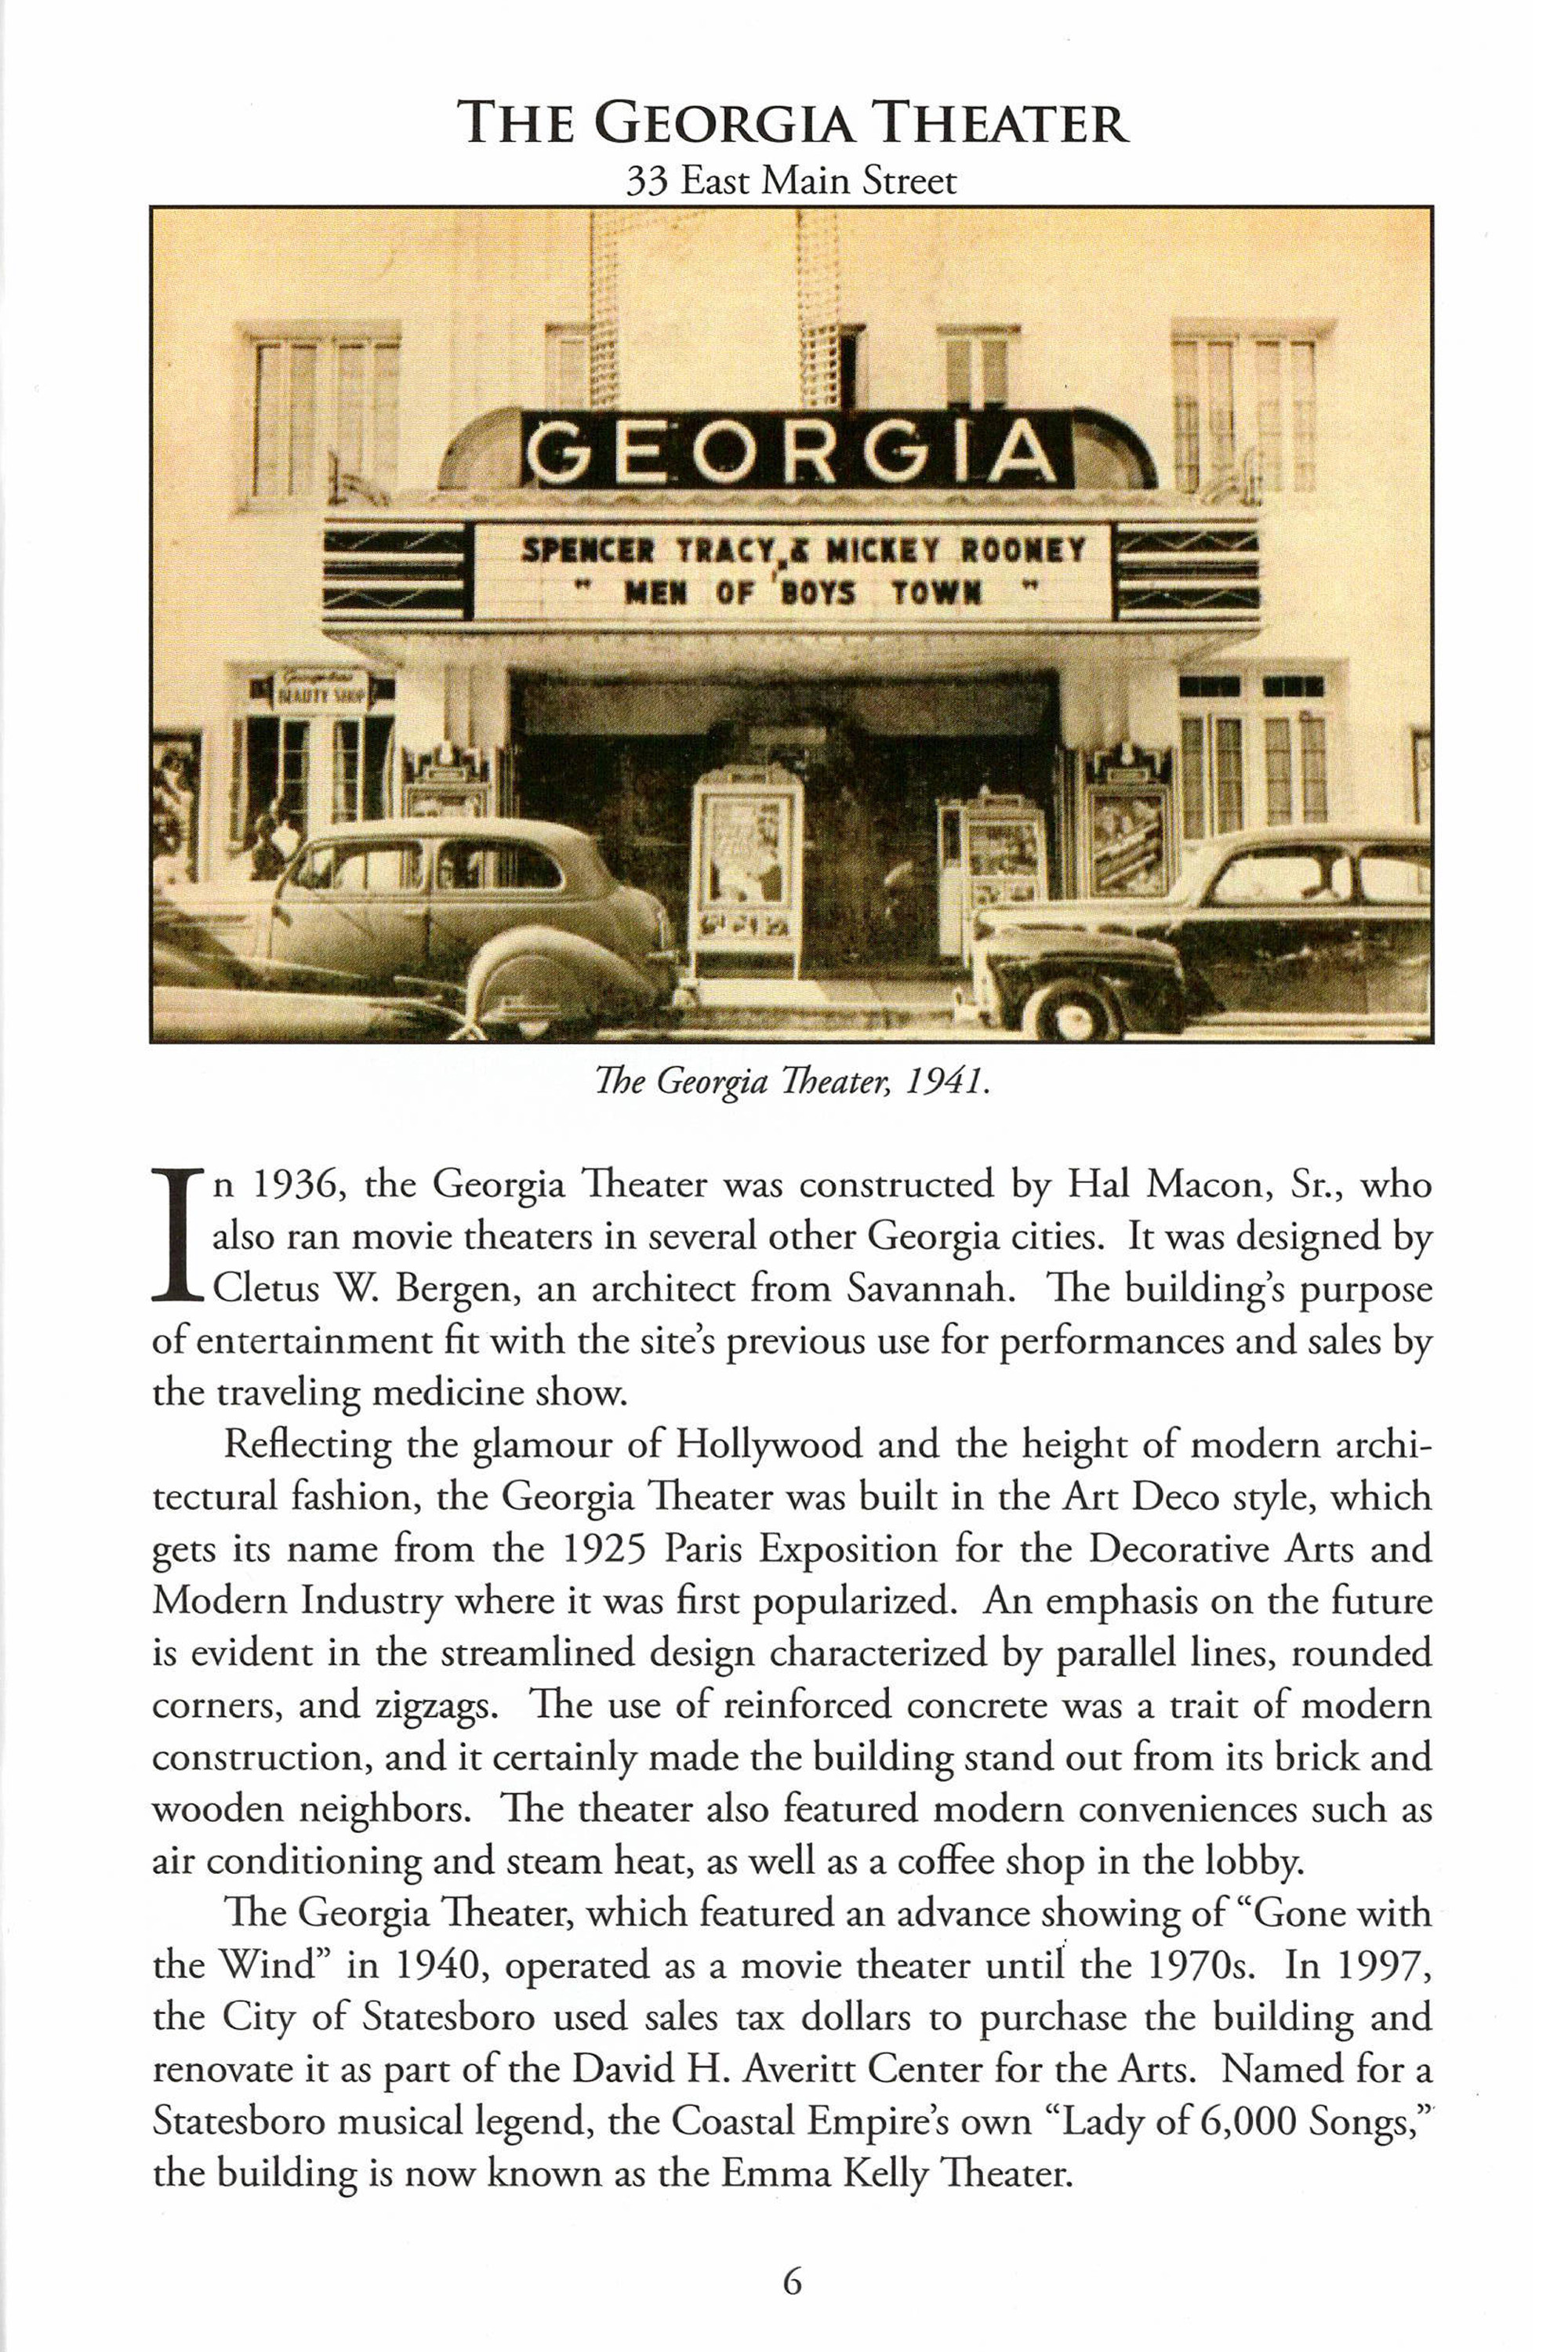 THE GEORGIA THEATER
33 East Main Street
GEORGIA
SPENCER TRACY & MICKEY ROONEY
" MEN OF BOYS TOWN "
BEAUTY SHOP
The Georgia Theater, 1941.
In 1936, the Georgia Theater was constructed by Hal Macon, Sr., who
also ran movie theaters in several other Georgia cities. It was designed by
Cletus W. Bergen, an architect from Savannah. The building's purpose
of entertainment fit with the site's previous use for performances and sales by
the traveling medicine show.
Reflecting the glamour of Hollywood and the height of modern archi-
tectural fashion, the Georgia Theater was built in the Art Deco style, which
gets its name from the 1925 Paris Exposition for the Decorative Arts and
Modern Industry where it was first popularized. An emphasis on the future
is evident in the streamlined design characterized by parallel lines, rounded
corners, and zigzags. The use of reinforced concrete was a trait of modern
construction, and it certainly made the building stand out from its brick and
wooden neighbors. The theater also featured modern conveniences such as
air conditioning and steam heat, as well as a coffee shop in the lobby.
The Georgia Theater, which featured an advance showing of “Gone with
the Wind” in 1940, operated as a movie theater until the 1970s. In 1997,
the City of Statesboro used sales tax dollars to purchase the building and
renovate it as part of the David H. Averitt Center for the Arts. Named for a
Statesboro musical legend, the Coastal Empire's own “Lady of 6,000 Songs,”
the building is now known as the Emma Kelly Theater.
6